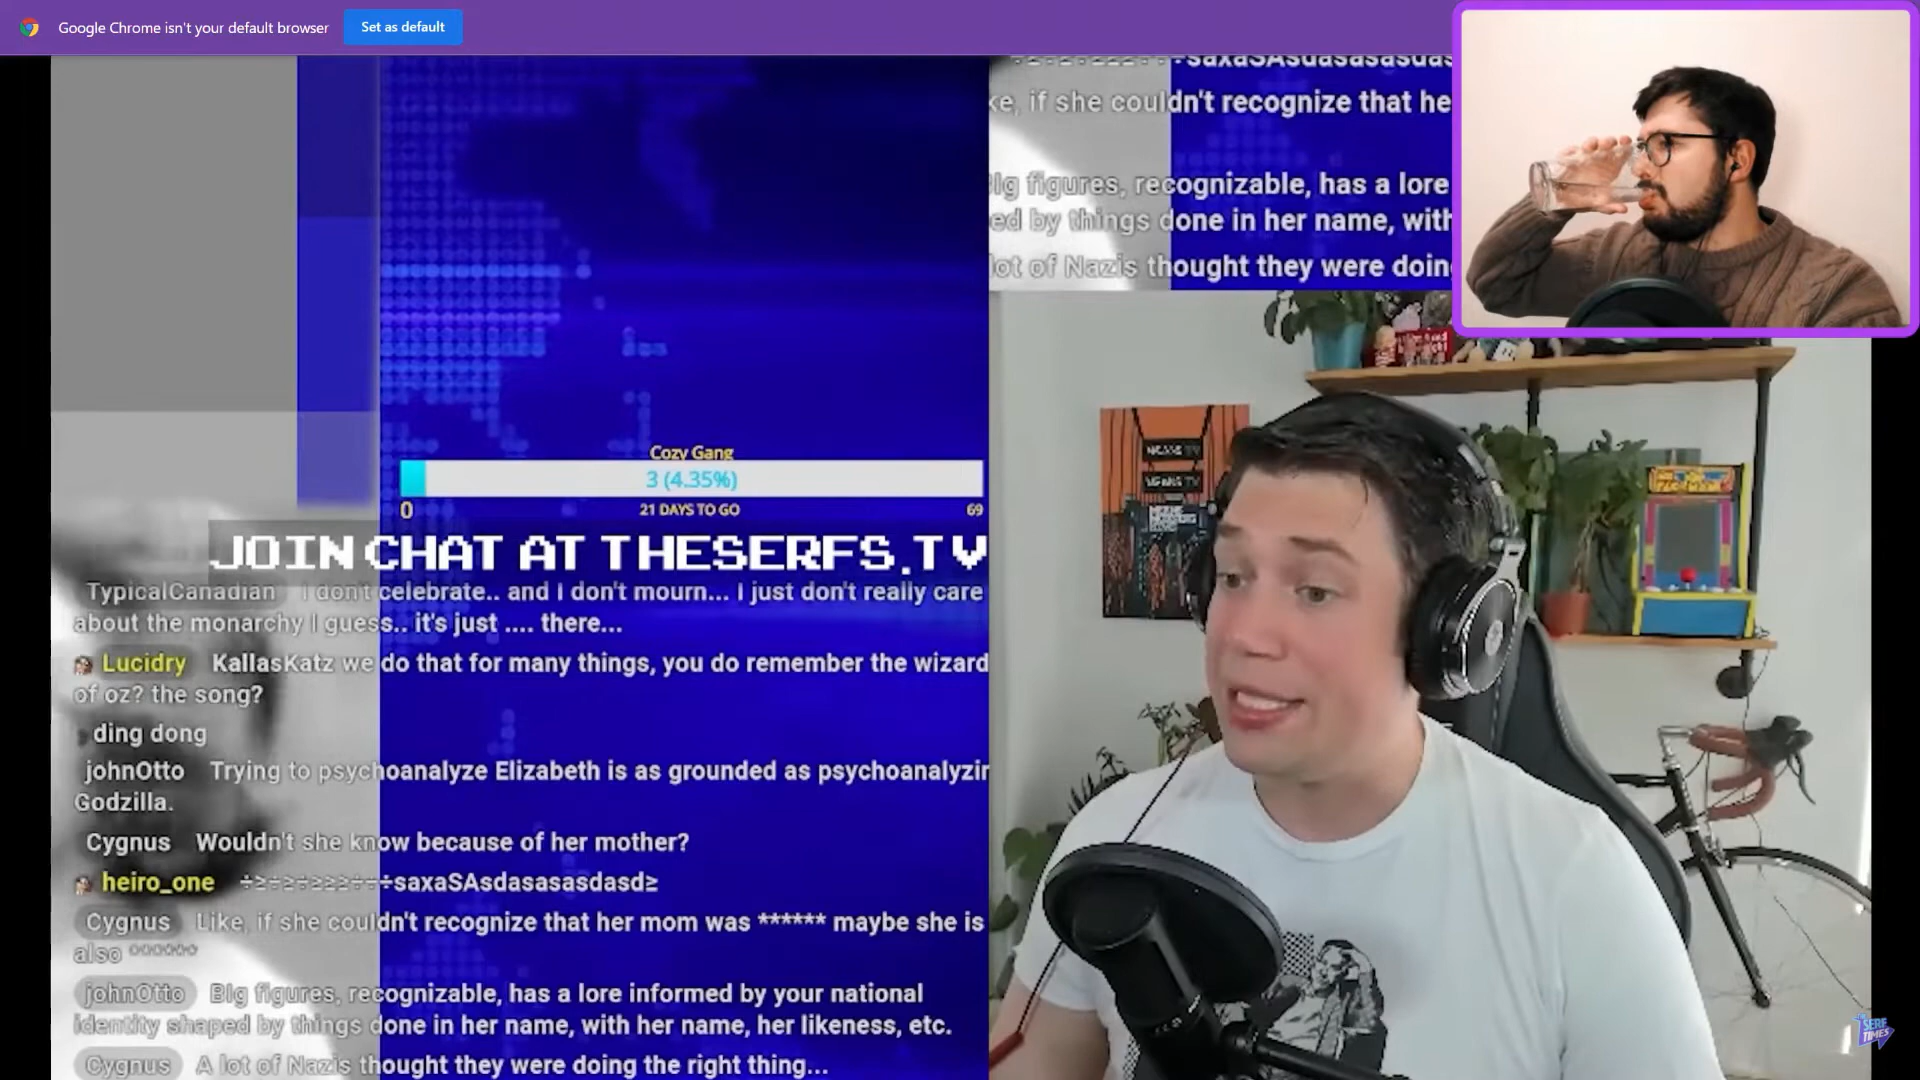 Google Chrome isn't your default browser
Set as default
÷saxaSAsdasasasdas
ke, if she couldn't recognize that he
Ig figures, recognizable, has a lore
ed by things done in her name, with
lot of Nazis thought they were doin
Cozy Gang
3 (4.35%)
0 21 DAYS TO GO 69
JOIN CHAT AT THESERFS.TV
TypicalCanadian I don't celebrate.. and I don't mourn... I just don't really care
about the monarchy I guess.. it's just .... there...
Lucidry KallasKatz we do that for many things, you do remember the wizard
of oz? the song?
ding dong
johnOtto Trying to psychoanalyze Elizabeth is as grounded as psychoanalyzin
Godzilla.
Cygnus Wouldn't she know because of her mother?
heiro_one ÷≥÷≥÷≥≥≥÷÷÷saxaSAsdasasasdasd≥
Cygnus Like, if she couldn't recognize that her mom was ****** maybe she is
also ******
johnOtto BIg figures, recognizable, has a lore informed by your national
identity shaped by things done in her name, with her name, her likeness, etc.
Cygnus A lot of Nazis thought they were doing the right thing...
MEANS TV
SERF
TIMES